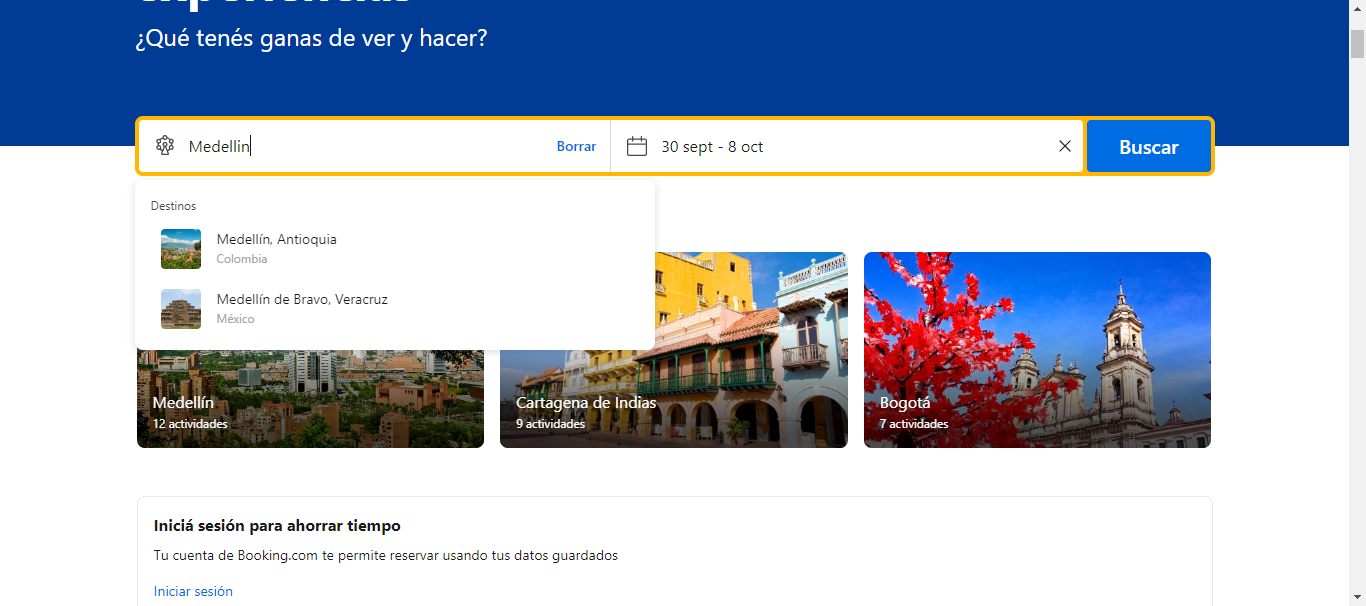 ¿Qué tenés ganas de ver y hacer?
Medellin Borrar 30 sept - 8 oct Buscar
Destinos
Medellín, Antioquia
Colombia
Medellín de Bravo, Veracruz
México
Medellín
12 actividades
Cartagena de Indias
9 actividades
Bogotá
7 actividades
Iniciá sesión para ahorrar tiempo
Tu cuenta de Booking.com te permite reservar usando tus datos guardados
Iniciar sesión